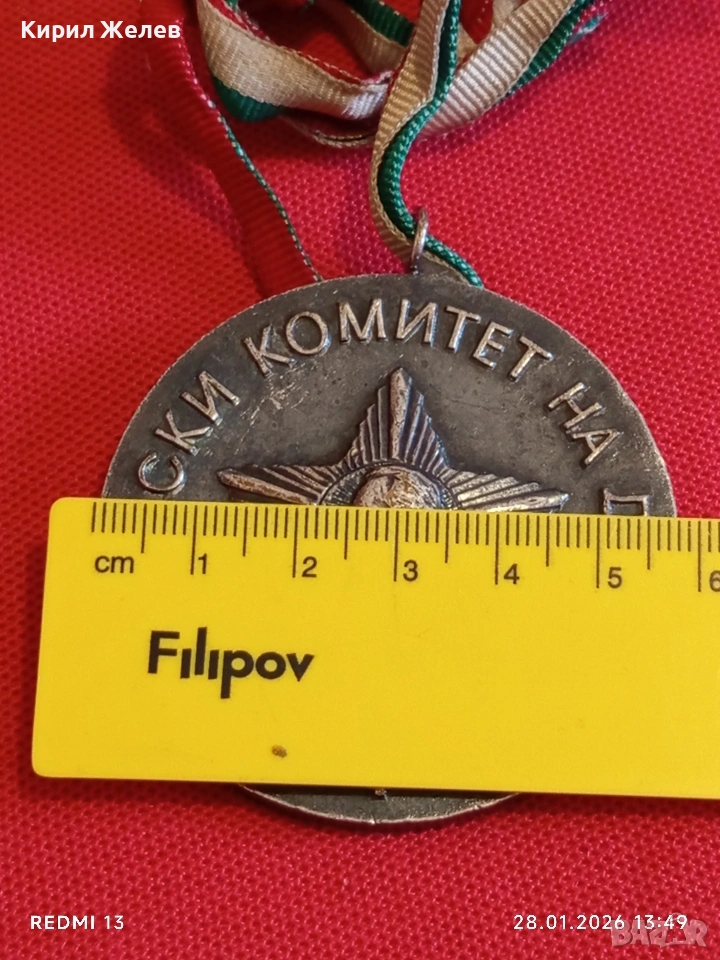 Кирил Желев
СКИ КОМИТЕТ НА П
cm 1 2 3 4 5 6
Filipov
REDMI 13
28.01.2026 13:49